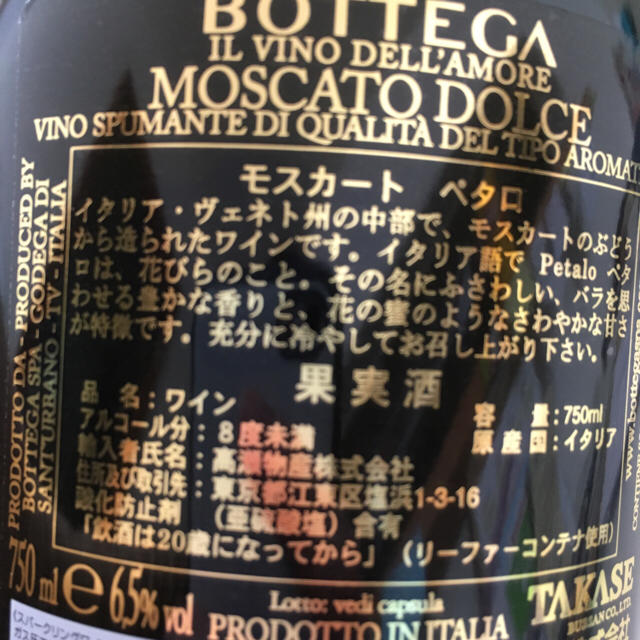 BOTTEGA
IL VINO DELL'AMORE
MOSCATO DOLCE
VINO SPUMANTE DI QUALITÀ DEL TIPO AROMAT
モスカート ペタロ
イタリア・ヴェネト州の中部で、モスカートのぶどう
から造られたワインです。イタリア語で Petalo ペタ
ロは、花びらのこと。その名にふさわしい、バラを思
わせる豊かな香りと、花の蜜のようなさわやかな甘さ
が特徴です。充分に冷やしてお召し上がり下さい。
果実酒
品 名：ワイン 容 量：750ml
アルコール分：8度未満 原産国：イタリア
輸入者氏名：高瀬物産株式会社
住所及び取引先：東京都江東区塩浜1-3-16
酸化防止剤 （亜硫酸塩）含有
「飲酒は20歳になってから」（リーファーコンテナ使用）
PRODOTTO DA - PRODUCED BY
BOTTEGA SPA - GODEGA DI
SANT'URBANO - TV - ITALIA
750 ml e 6,5% vol
Lotto: vedi capsula
PRODOTTO IN ITALIA
TAKASE
BUSSAN CO., LTD.